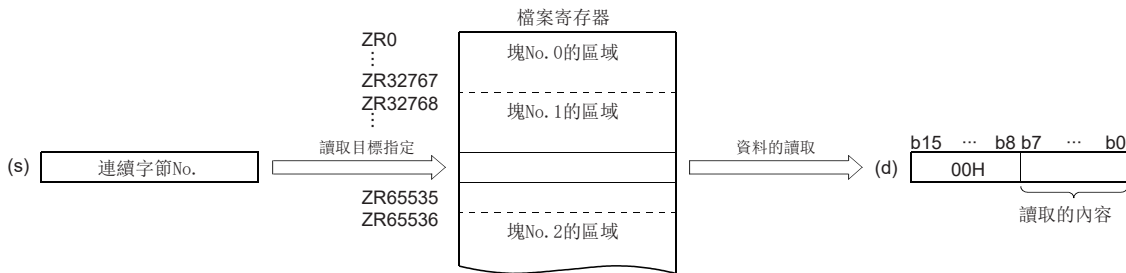 檔案寄存器
ZR0
⋮
ZR32767
ZR32768
⋮
塊No.0的區域
塊No.1的區域
(s)
連續字節No.
讀取目標指定
ZR65535
ZR65536
塊No.2的區域
資料的讀取
b15 ⋯ b8 b7 ⋯ b0
(d)
00H
讀取的內容